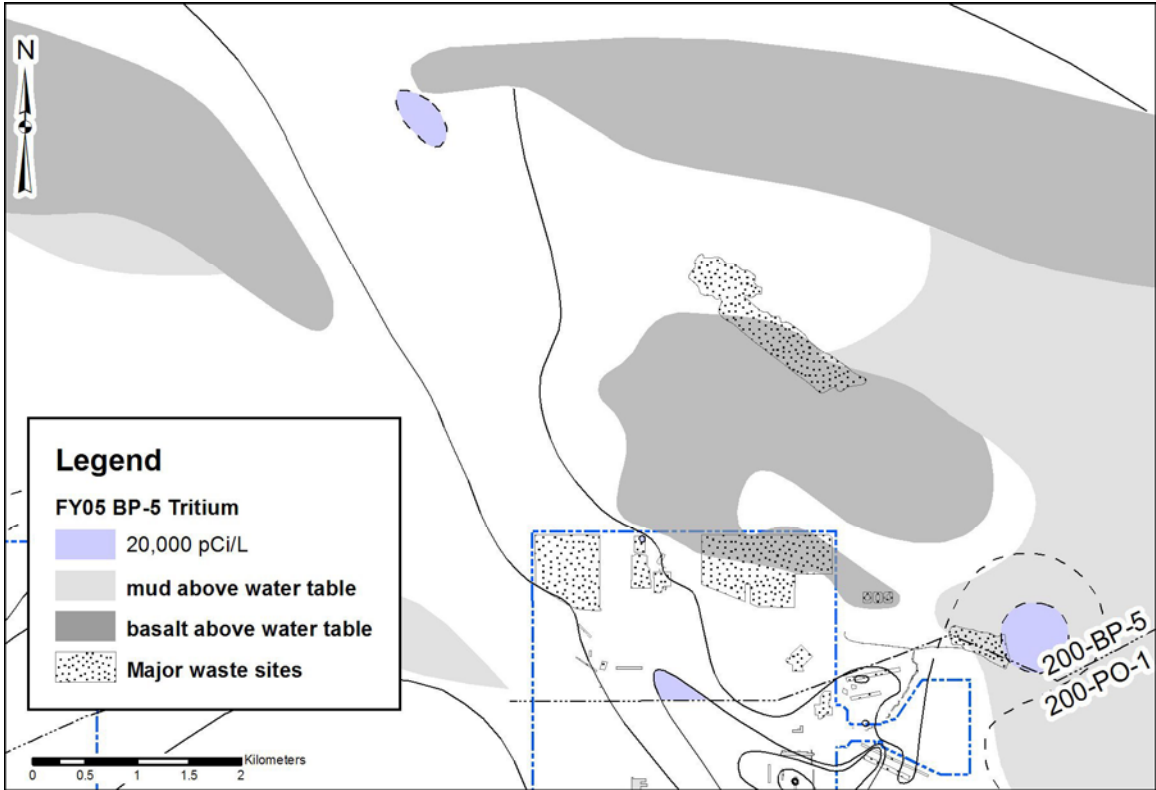 N
Legend
FY05 BP-5 Tritium
20,000 pCi/L
mud above water table
basalt above water table
Major waste sites
Kilometers
0 0.5 1 1.5 2
200-BP-5
200-PO-1